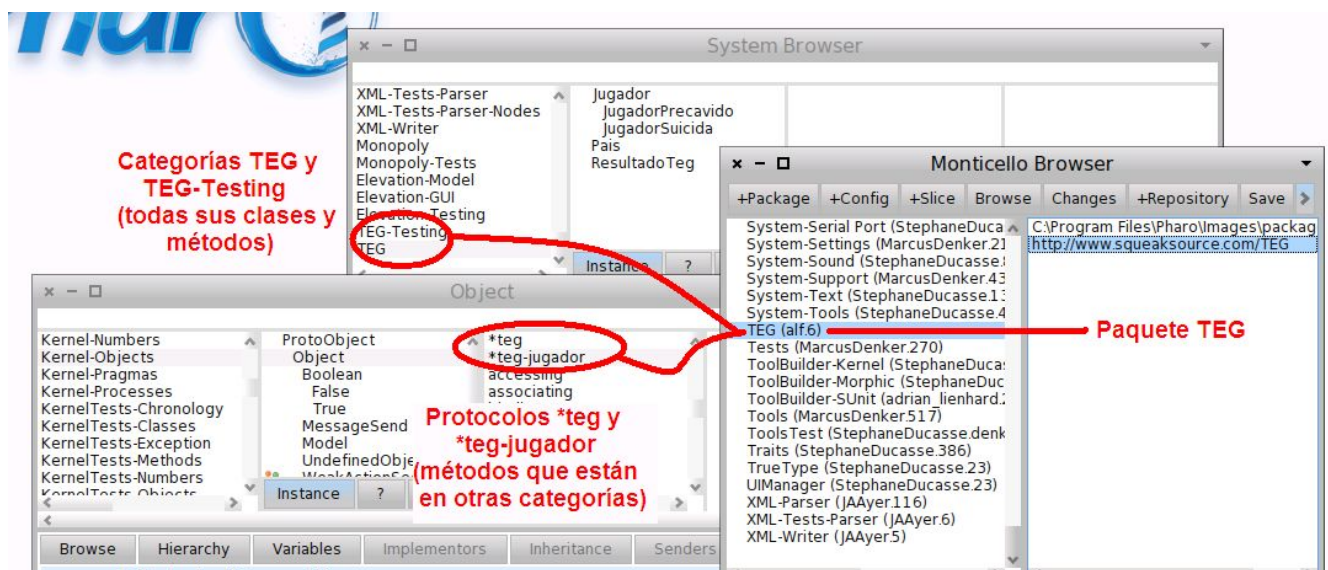 System Browser
XML-Tests-Parser
XML-Tests-Parser-Nodes
XML-Writer
Monopoly
Monopoly-Tests
Elevation-Model
Elevation-GUI
Elevation-Testing
TEG-Testing
TEG
Jugador
JugadorPrecavido
JugadorSuicida
Pais
ResultadoTeg
Instance ?
Categorías TEG y
TEG-Testing
(todas sus clases y
métodos)
Monticello Browser
+Package +Config +Slice Browse Changes +Repository Save
System-Serial Port (StephaneDuca
System-Settings (MarcusDenker.21
System-Sound (StephaneDucasse.
System-Support (MarcusDenker.43
System-Text (StephaneDucasse.1
System-Tools (StephaneDucasse.4
TEG (alf.6)
Tests (MarcusDenker.270)
ToolBuilder-Kernel (StephaneDuca
ToolBuilder-Morphic (StephaneDuc
ToolBuilder-SUnit (adrian_lienhard.
Tools (MarcusDenker.517)
ToolsTest (StephaneDucasse.denk
Traits (StephaneDucasse.386)
TrueType (StephaneDucasse.23)
UIManager (StephaneDucasse.23)
XML-Parser (JAAyer.116)
XML-Tests-Parser (JAAyer.6)
XML-Writer (JAAyer.5)
C:\Program Files\Pharo\Images\packag
http://www.squeaksource.com/TEG
Paquete TEG
Object
Kernel-Numbers
Kernel-Objects
Kernel-Pragmas
Kernel-Processes
KernelTests-Chronology
KernelTests-Classes
KernelTests-Exception
KernelTests-Methods
KernelTests-Numbers
KernelTests-Objects
ProtoObject
Object
Boolean
False
True
MessageSend
Model
UndefinedObje
Instance ?
*teg
*teg-jugador
accessing
associating
Protocolos *teg y
*teg-jugador
(métodos que están
en otras categorías)
Browse Hierarchy Variables Implementors Inheritance Senders